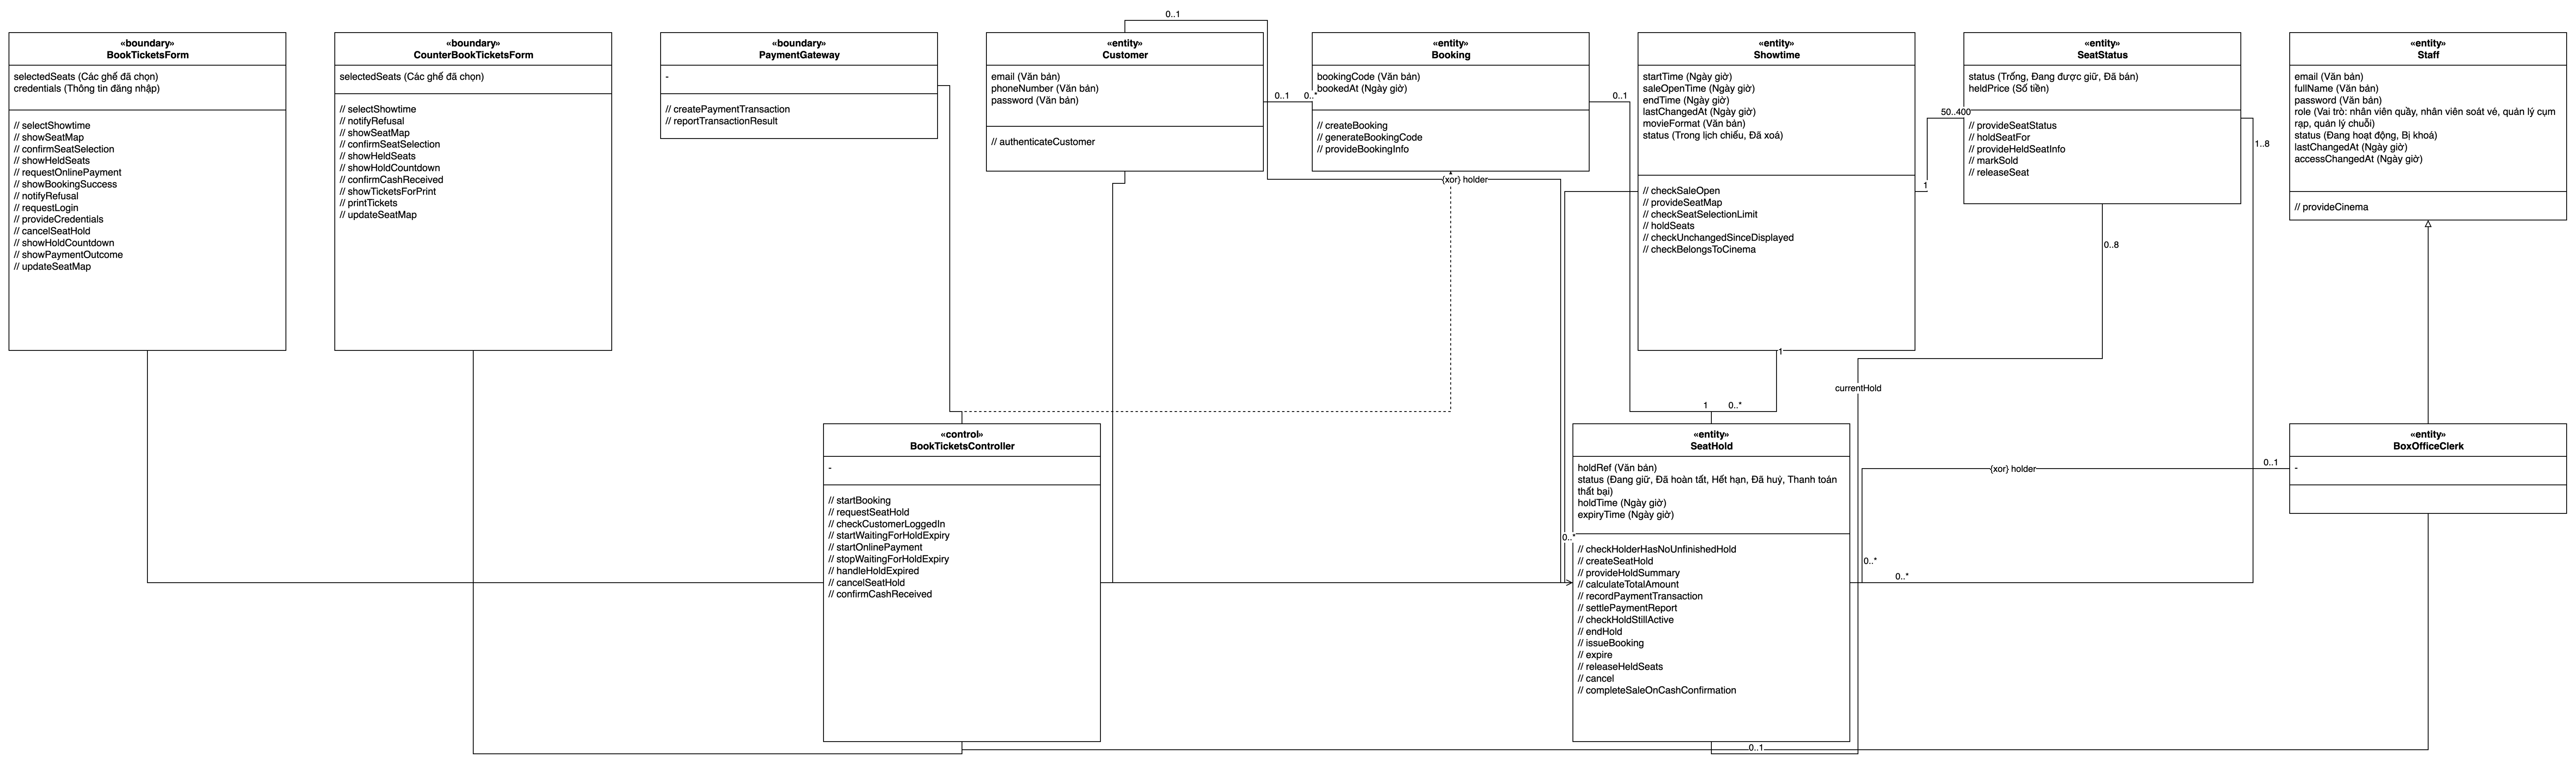 0..1
«boundary»
BookTicketsForm
selectedSeats (Các ghế đã chọn)
credentials (Thông tin đăng nhập)
// selectShowtime
// showSeatMap
// confirmSeatSelection
// showHeldSeats
// requestOnlinePayment
// showBookingSuccess
// notifyRefusal
// requestLogin
// provideCredentials
// cancelSeatHold
// showHoldCountdown
// showPaymentOutcome
// updateSeatMap
«boundary»
CounterBookTicketsForm
selectedSeats (Các ghế đã chọn)
// selectShowtime
// notifyRefusal
// showSeatMap
// confirmSeatSelection
// showHeldSeats
// showHoldCountdown
// confirmCashReceived
// showTicketsForPrint
// printTickets
// updateSeatMap
«boundary»
PaymentGateway
-
// createPaymentTransaction
// reportTransactionResult
«entity»
Customer
email (Văn bản)
phoneNumber (Văn bản)
password (Văn bản)
// authenticateCustomer
0..1
0..*
«entity»
Booking
bookingCode (Văn bản)
bookedAt (Ngày giờ)
// createBooking
// generateBookingCode
// provideBookingInfo
{xor} holder
0..1
«entity»
Showtime
startTime (Ngày giờ)
saleOpenTime (Ngày giờ)
endTime (Ngày giờ)
lastChangedAt (Ngày giờ)
movieFormat (Văn bản)
status (Trong lịch chiếu, Đã xoá)
// checkSaleOpen
// provideSeatMap
// checkSeatSelectionLimit
// holdSeats
// checkUnchangedSinceDisplayed
// checkBelongsToCinema
1
50..400
«entity»
SeatStatus
status (Trống, Đang được giữ, Đã bán)
heldPrice (Số tiền)
// provideSeatStatus
// holdSeatFor
// provideHeldSeatInfo
// markSold
// releaseSeat
1..8
0..8
«entity»
Staff
email (Văn bản)
fullName (Văn bản)
password (Văn bản)
role (Vai trò: nhân viên quầy, nhân viên soát vé, quản lý cụm
rạp, quản lý chuỗi)
status (Đang hoạt động, Bị khoá)
lastChangedAt (Ngày giờ)
accessChangedAt (Ngày giờ)
// provideCinema
1
currentHold
1
0..*
«control»
BookTicketsController
-
// startBooking
// requestSeatHold
// checkCustomerLoggedIn
// startWaitingForHoldExpiry
// startOnlinePayment
// stopWaitingForHoldExpiry
// handleHoldExpired
// cancelSeatHold
// confirmCashReceived
«entity»
SeatHold
holdRef (Văn bản)
status (Đang giữ, Đã hoàn tất, Hết hạn, Đã huỷ, Thanh toán
thất bại)
holdTime (Ngày giờ)
expiryTime (Ngày giờ)
0..*
// checkHolderHasNoUnfinishedHold
// createSeatHold
// provideHoldSummary
// calculateTotalAmount
// recordPaymentTransaction
// settlePaymentReport
// checkHoldStillActive
// endHold
// issueBooking
// expire
// releaseHeldSeats
// cancel
// completeSaleOnCashConfirmation
{xor} holder
0..1
0..*
0..*
«entity»
BoxOfficeClerk
-
0..1